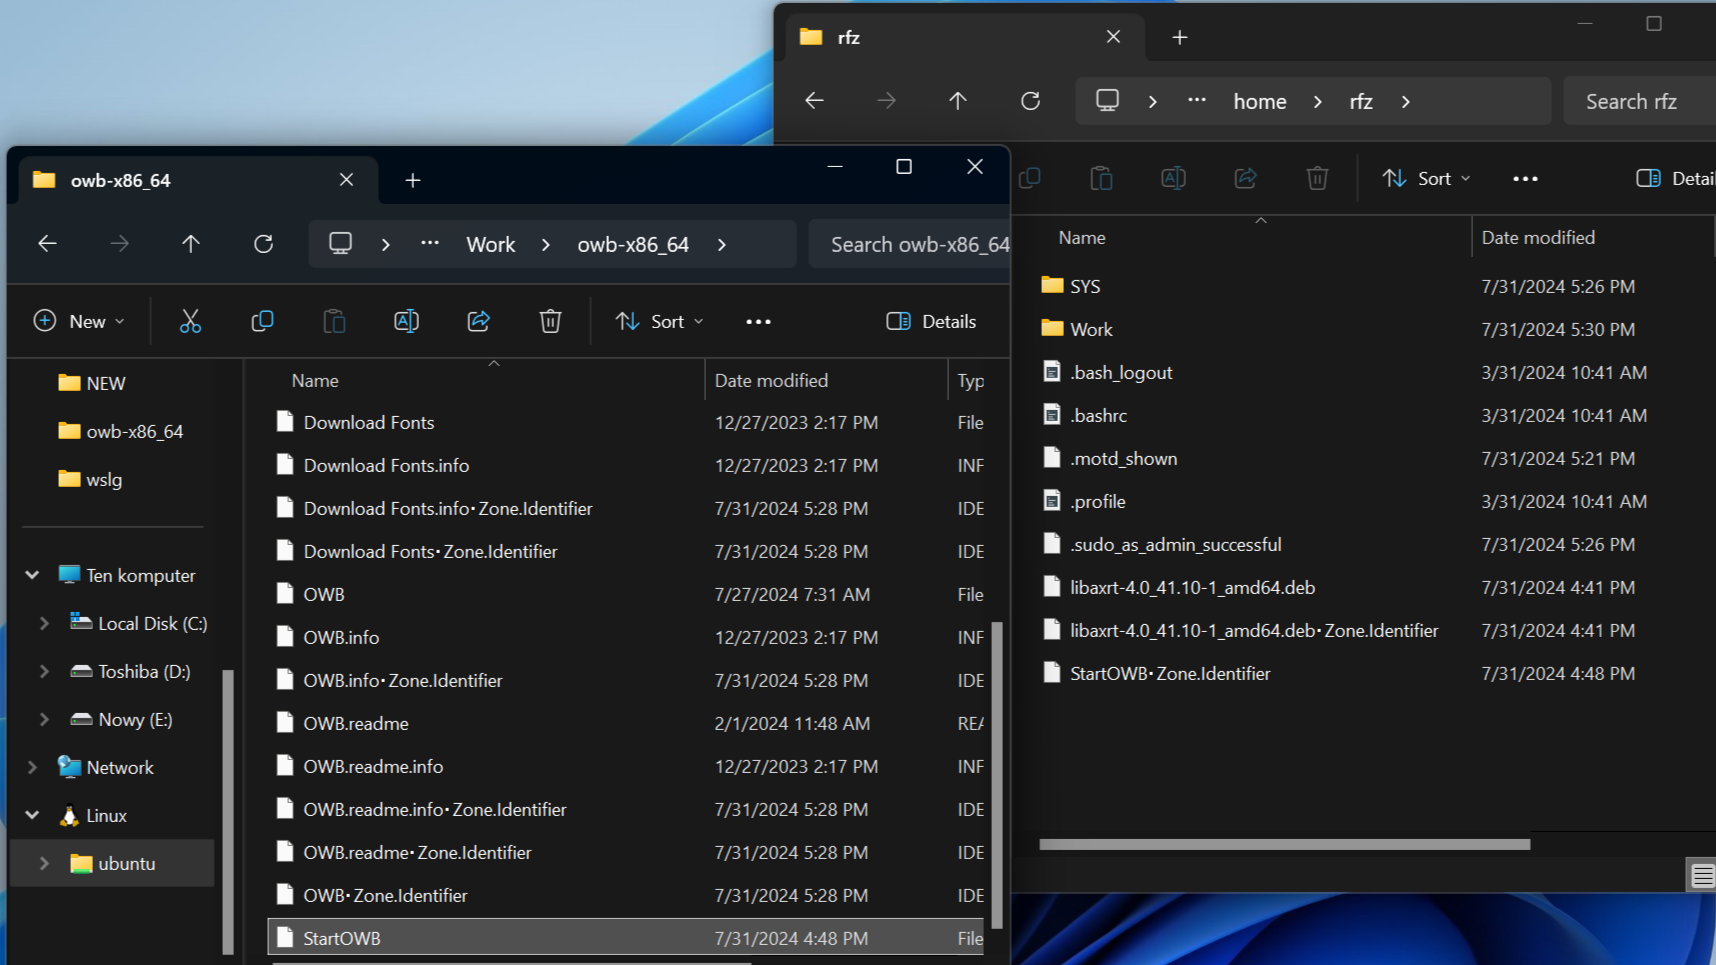 rfz
home
rfz
Search rfz
Sort
Detai
Name
Date modified
SYS
7/31/2024 5:26 PM
Work
7/31/2024 5:30 PM
.bash_logout
3/31/2024 10:41 AM
.bashrc
3/31/2024 10:41 AM
.motd_shown
7/31/2024 5:21 PM
.profile
3/31/2024 10:41 AM
.sudo_as_admin_successful
7/31/2024 5:26 PM
libaxrt-4.0_41.10-1_amd64.deb
7/31/2024 4:41 PM
libaxrt-4.0_41.10-1_amd64.deb·Zone.Identifier
7/31/2024 4:41 PM
StartOWB·Zone.Identifier
7/31/2024 4:48 PM
owb-x86_64
Work
owb-x86_64
Search owb-x86_64
New
Sort
Details
NEW
owb-x86_64
wslg
Ten komputer
Local Disk (C:)
Toshiba (D:)
Nowy (E:)
Network
Linux
ubuntu
Name
Date modified
Typ
Download Fonts
12/27/2023 2:17 PM
File
Download Fonts.info
12/27/2023 2:17 PM
INF
Download Fonts.info·Zone.Identifier
7/31/2024 5:28 PM
IDE
Download Fonts·Zone.Identifier
7/31/2024 5:28 PM
IDE
OWB
7/27/2024 7:31 AM
File
OWB.info
12/27/2023 2:17 PM
INF
OWB.info·Zone.Identifier
7/31/2024 5:28 PM
IDE
OWB.readme
2/1/2024 11:48 AM
REA
OWB.readme.info
12/27/2023 2:17 PM
INF
OWB.readme.info·Zone.Identifier
7/31/2024 5:28 PM
IDE
OWB.readme·Zone.Identifier
7/31/2024 5:28 PM
IDE
OWB·Zone.Identifier
7/31/2024 5:28 PM
IDE
StartOWB
7/31/2024 4:48 PM
File